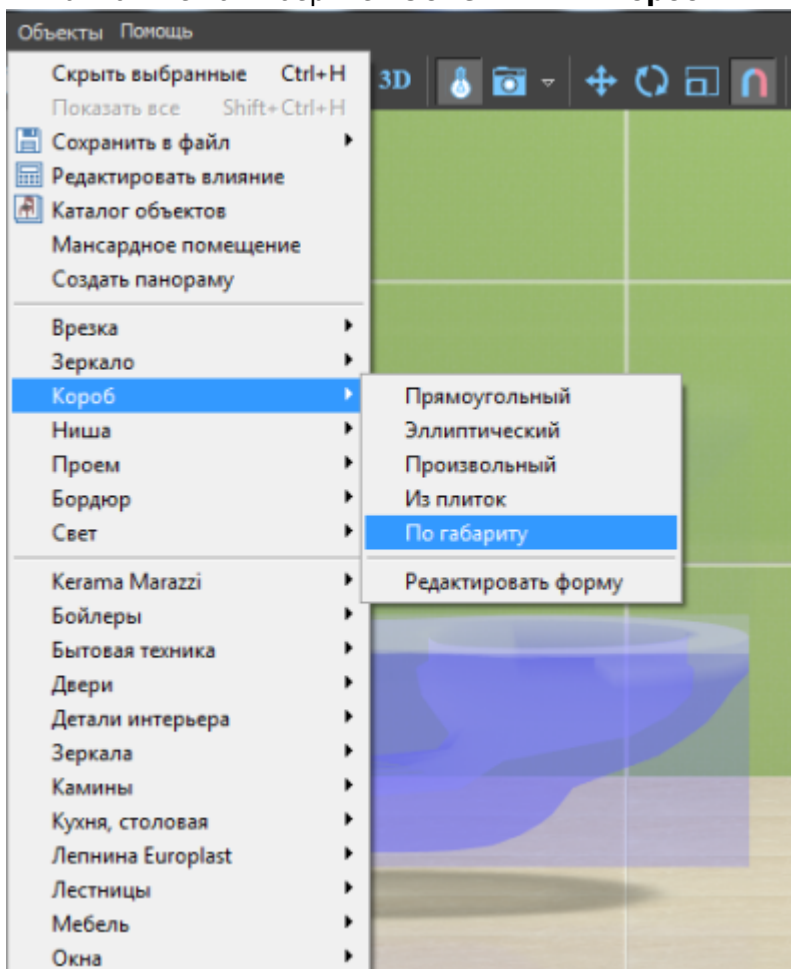 Объекты Помощь
3D
Скрыть выбранные Ctrl+H
Показать все Shift+Ctrl+H
Сохранить в файл
Редактировать влияние
Каталог объектов
Мансардное помещение
Создать панораму
Врезка
Зеркало
Короб
Ниша
Проем
Бордюр
Свет
Прямоугольный
Эллиптический
Произвольный
Из плиток
По габариту
Редактировать форму
Kerama Marazzi
Бойлеры
Бытовая техника
Двери
Детали интерьера
Зеркала
Камины
Кухня, столовая
Лепнина Europlast
Лестницы
Мебель
Окна